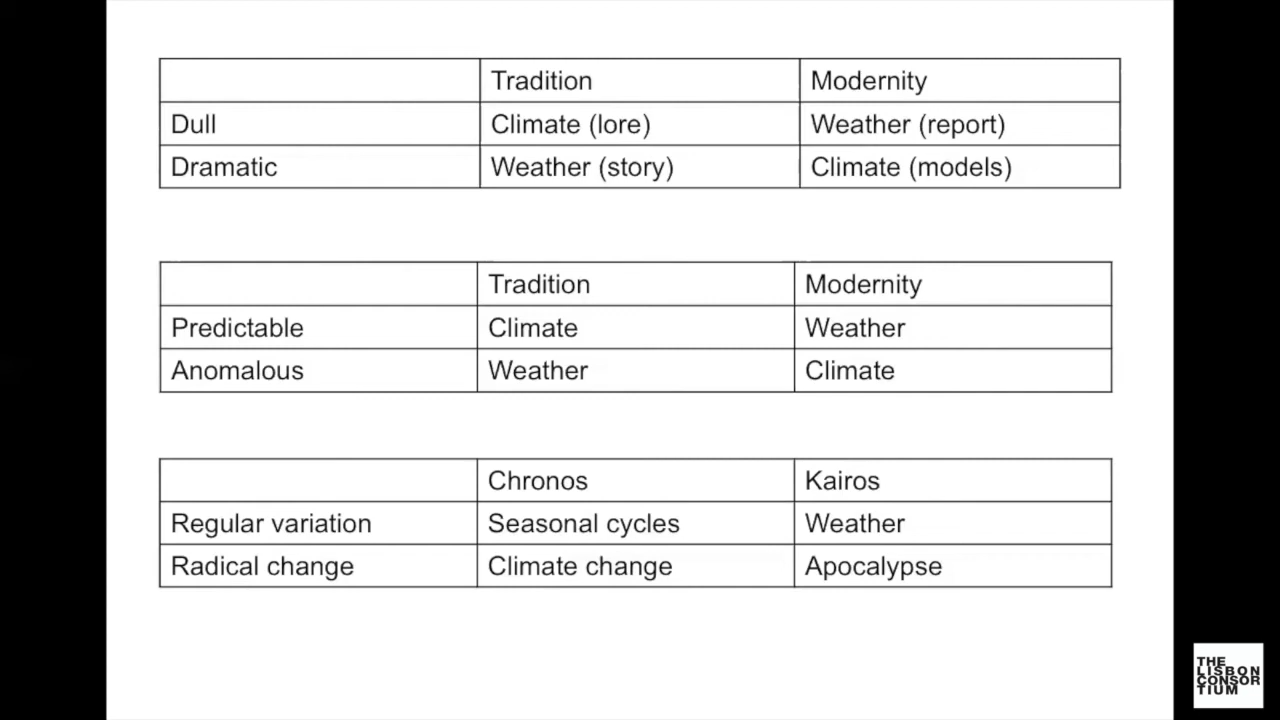 Tradition Modernity
Dull Climate (lore) Weather (report)
Dramatic Weather (story) Climate (models)
Tradition Modernity
Predictable Climate Weather
Anomalous Weather Climate
Chronos Kairos
Regular variation Seasonal cycles Weather
Radical change Climate change Apocalypse
THE
LISBON
CONSOR
TIUM